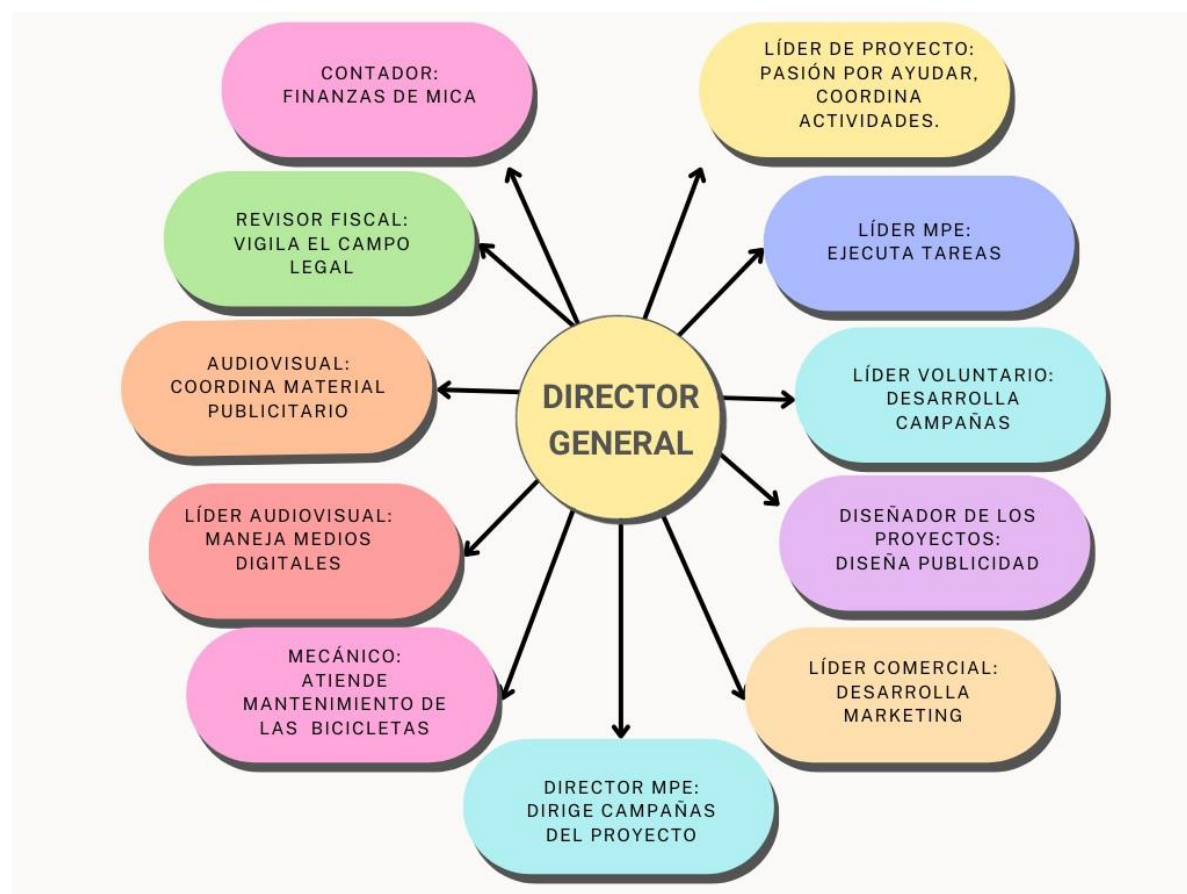 CONTADOR:
FINANZAS DE MICA
LÍDER DE PROYECTO:
PASIÓN POR AYUDAR,
COORDINA
ACTIVIDADES.
REVISOR FISCAL:
VIGILA EL CAMPO
LEGAL
LÍDER MPE:
EJECUTA TAREAS
AUDIOVISUAL:
COORDINA MATERIAL
PUBLICITARIO
DIRECTOR
GENERAL
LÍDER VOLUNTARIO:
DESARROLLA
CAMPAÑAS
LÍDER AUDIOVISUAL:
MANEJA MEDIOS
DIGITALES
DISEÑADOR DE LOS
PROYECTOS:
DISEÑA PUBLICIDAD
MECÁNICO:
ATIENDE
MANTENIMIENTO DE
LAS BICICLETAS
LÍDER COMERCIAL:
DESARROLLA
MARKETING
DIRECTOR MPE:
DIRIGE CAMPAÑAS
DEL PROYECTO